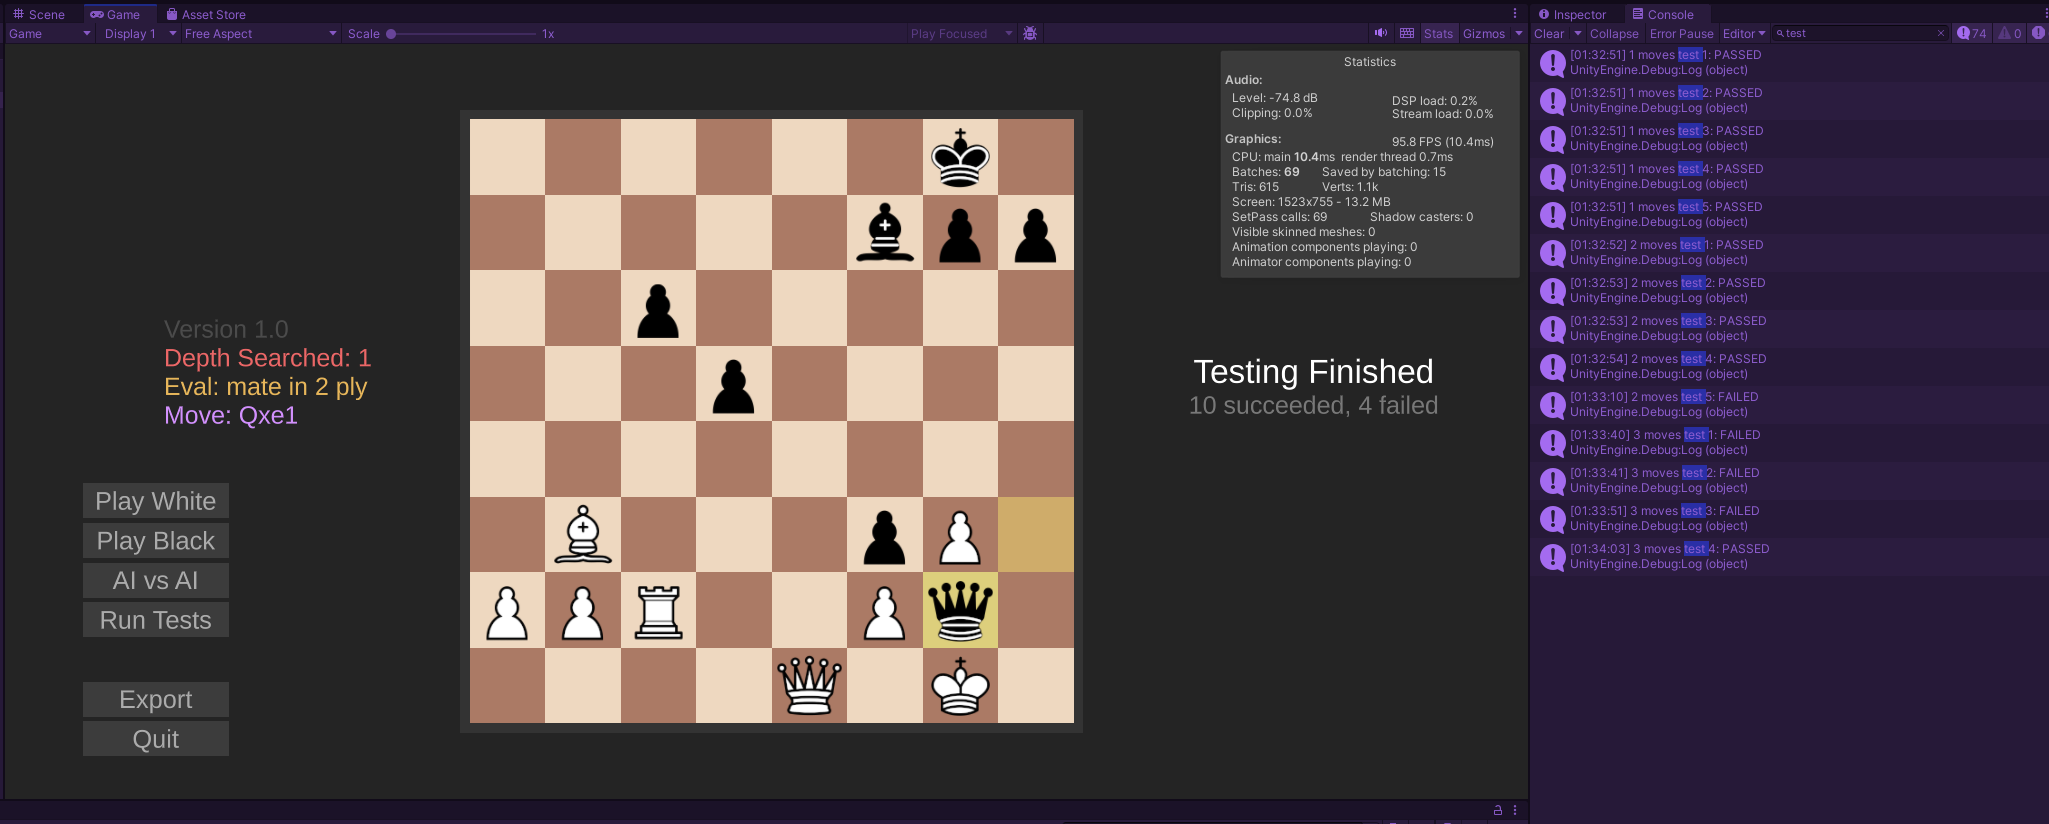 Scene
Game
Asset Store
Game
Display 1
Free Aspect
Scale
1x
Play Focused
Stats
Gizmos
Statistics
Audio:
Level: -74.8 dB
DSP load: 0.2%
Clipping: 0.0%
Stream load: 0.0%
Graphics:
95.8 FPS (10.4ms)
CPU: main 10.4ms render thread 0.7ms
Batches: 69 Saved by batching: 15
Tris: 615 Verts: 1.1k
Screen: 1523x755 - 13.2 MB
SetPass calls: 69 Shadow casters: 0
Visible skinned meshes: 0
Animation components playing: 0
Animator components playing: 0
Version 1.0
Depth Searched: 1
Eval: mate in 2 ply
Move: Qxe1
Testing Finished
10 succeeded, 4 failed
Play White
Play Black
AI vs AI
Run Tests
Export
Quit
Inspector
Console
Clear
Collapse
Error Pause
Editor
test
74
0
[01:32:51] 1 moves test 1: PASSED
UnityEngine.Debug:Log (object)
[01:32:51] 1 moves test 2: PASSED
UnityEngine.Debug:Log (object)
[01:32:51] 1 moves test 3: PASSED
UnityEngine.Debug:Log (object)
[01:32:51] 1 moves test 4: PASSED
UnityEngine.Debug:Log (object)
[01:32:51] 1 moves test 5: PASSED
UnityEngine.Debug:Log (object)
[01:32:52] 2 moves test 1: PASSED
UnityEngine.Debug:Log (object)
[01:32:53] 2 moves test 2: PASSED
UnityEngine.Debug:Log (object)
[01:32:53] 2 moves test 3: PASSED
UnityEngine.Debug:Log (object)
[01:32:54] 2 moves test 4: PASSED
UnityEngine.Debug:Log (object)
[01:33:10] 2 moves test 5: FAILED
UnityEngine.Debug:Log (object)
[01:33:40] 3 moves test 1: FAILED
UnityEngine.Debug:Log (object)
[01:33:41] 3 moves test 2: FAILED
UnityEngine.Debug:Log (object)
[01:33:51] 3 moves test 3: FAILED
UnityEngine.Debug:Log (object)
[01:34:03] 3 moves test 4: PASSED
UnityEngine.Debug:Log (object)